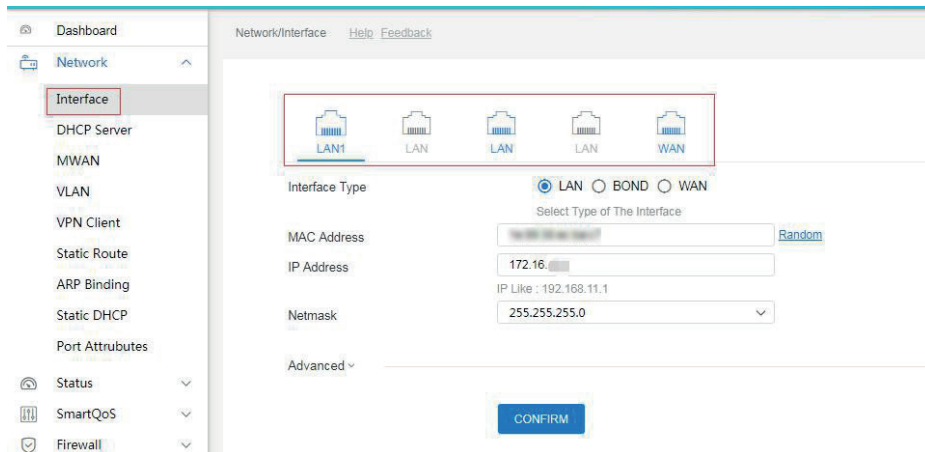 Dashboard
Network
Interface
DHCP Server
MWAN
VLAN
VPN Client
Static Route
ARP Binding
Static DHCP
Port Attrubutes
Status
SmartQoS
Firewall
Network/Interface Help Feedback
LAN1 LAN LAN LAN WAN
Interface Type LAN BOND WAN
Select Type of The Interface
MAC Address Random
IP Address 172.16.
IP Like : 192.168.11.1
Netmask 255.255.255.0
Advanced
CONFIRM